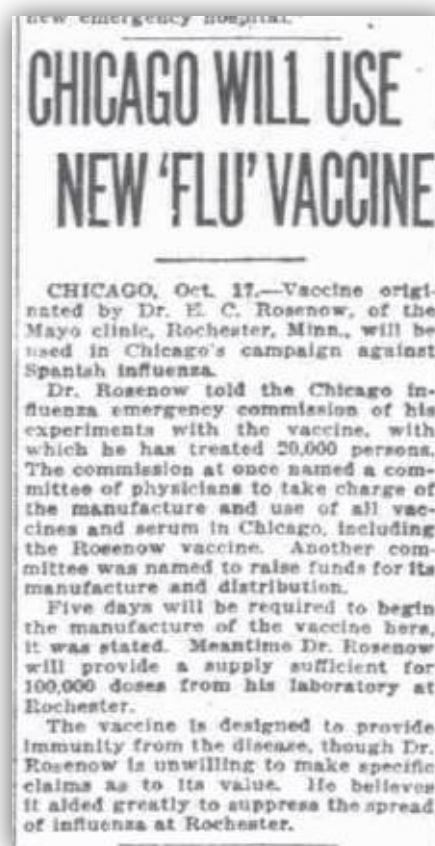 new emergency hospital."
CHICAGO WILL USE
NEW 'FLU' VACCINE
CHICAGO, Oct. 17.—Vaccine origi-
nated by Dr. E. C. Rosenow, of the
Mayo clinic, Rochester, Minn., will be
used in Chicago's campaign against
Spanish influenza.
Dr. Rosenow told the Chicago in-
fluenza emergency commission of his
experiments with the vaccine, with
which he has treated 20,000 persons.
The commission at once named a com-
mittee of physicians to take charge of
the manufacture and use of all vac-
cines and serum in Chicago, including
the Rosenow vaccine. Another com-
mittee was named to raise funds for its
manufacture and distribution.
Five days will be required to begin
the manufacture of the vaccine here,
it was stated. Meantime Dr. Rosenow
will provide a supply sufficient for
100,000 doses from his laboratory at
Rochester.
The vaccine is designed to provide
immunity from the disease, though Dr.
Rosenow is unwilling to make specific
claims as to its value. He believes
it aided greatly to suppress the spread
of influenza at Rochester.